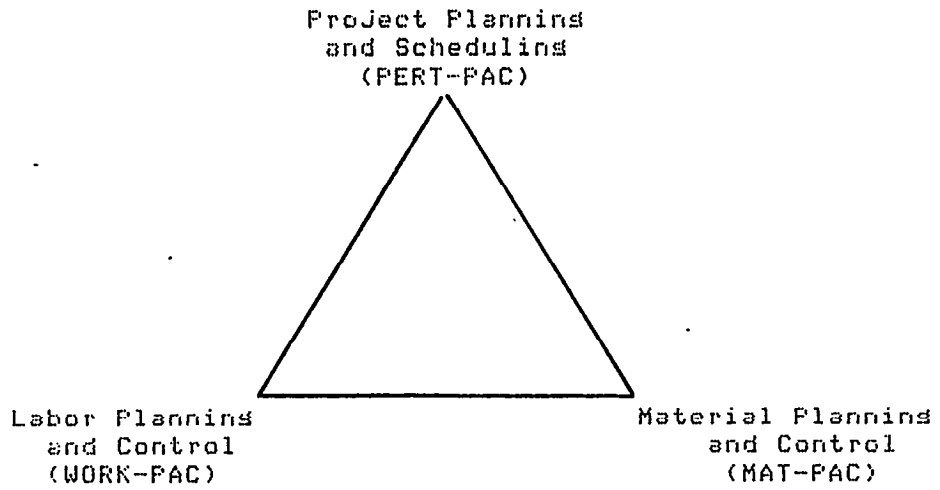 Project Planning
and Scheduling
(PERT-PAC)
Labor Planning
and Control
(WORK-PAC)
Material Planning
and Control
(MAT-PAC)